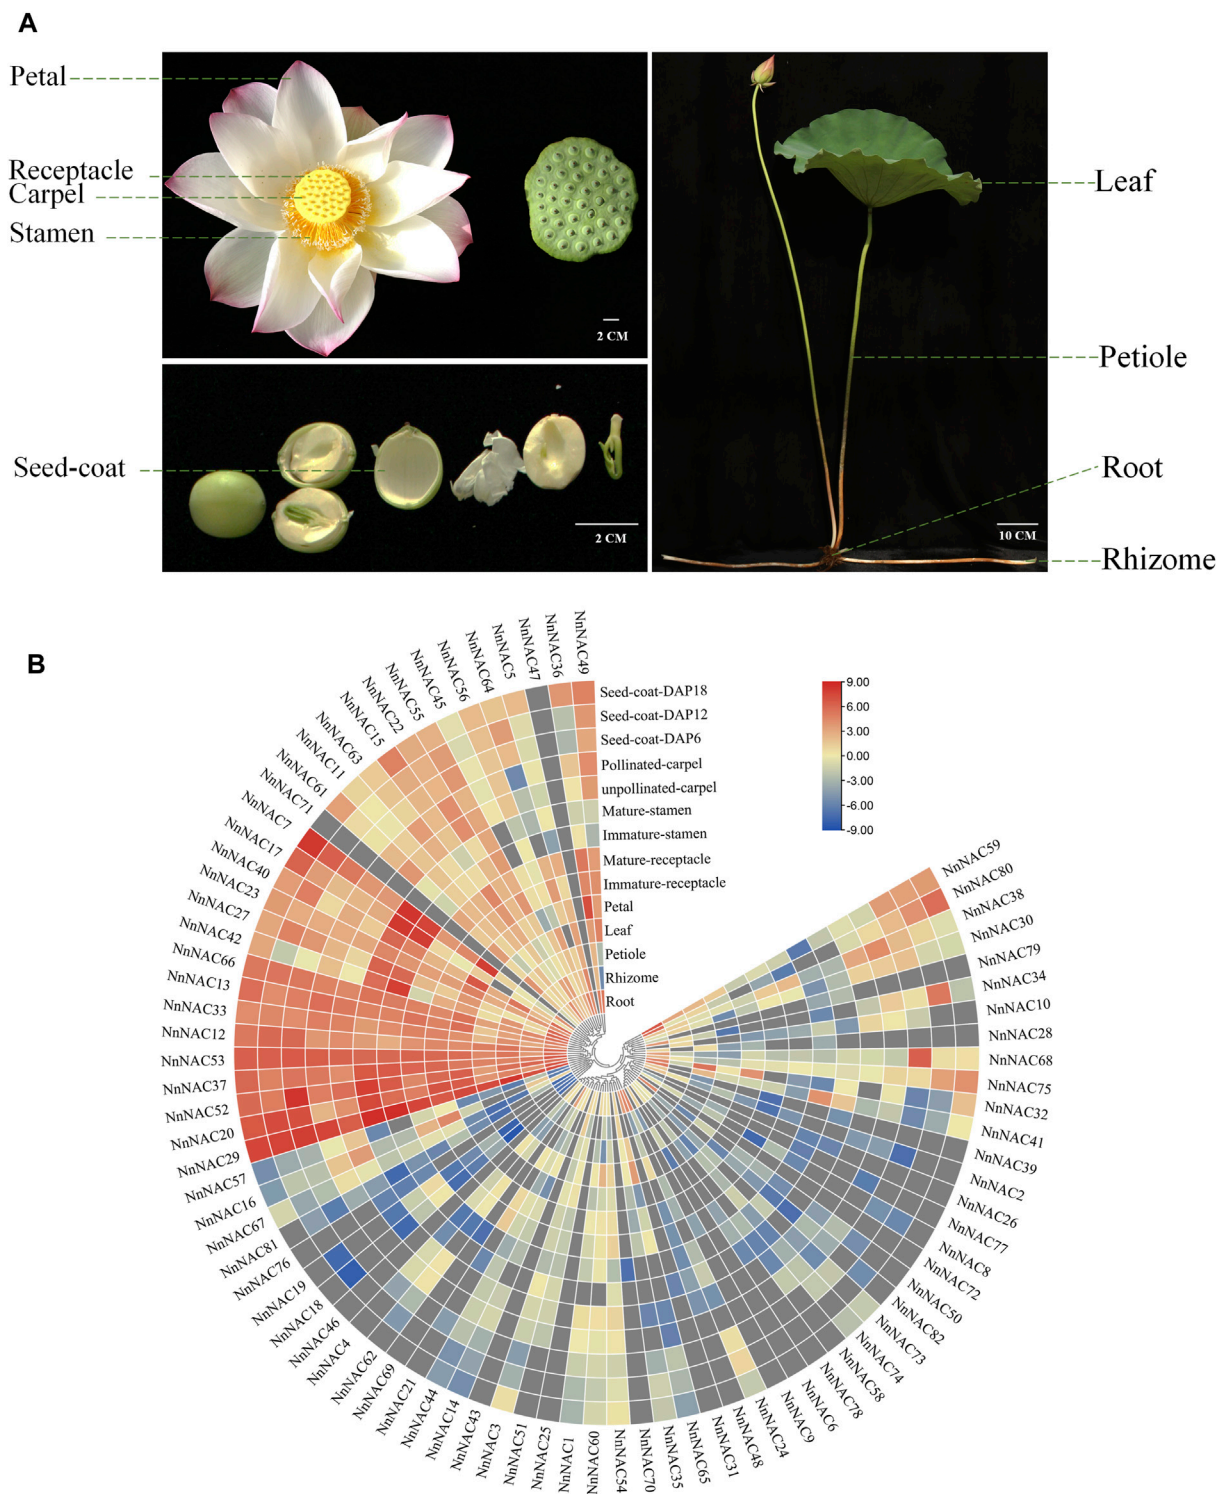 A
Petal
Receptacle
Carpel
Stamen
2 CM
Seed-coat
2 CM
Leaf
Petiole
Root
10 CM
Rhizome
B
NnNAC49
NnNAC36
NnNAC47
NnNAC5
NnNAC64
NnNAC56
NnNAC45
NnNAC55
NnNAC22
NnNAC15
NnNAC63
NnNAC11
NnNAC61
NnNAC71
NnNAC7
NnNAC17
NnNAC40
NnNAC23
NnNAC27
NnNAC42
NnNAC66
NnNAC13
NnNAC33
NnNAC12
NnNAC53
NnNAC37
NnNAC52
NnNAC20
NnNAC29
NnNAC57
NnNAC16
NnNAC67
NnNAC81
NnNAC76
NnNAC19
NnNAC18
NnNAC46
NnNAC4
NnNAC62
NnNAC69
NnNAC21
NnNAC44
NnNAC14
NnNAC43
NnNAC3
NnNAC51
NnNAC25
NnNAC1
NnNAC60
NnNAC54
NnNAC70
NnNAC35
NnNAC65
NnNAC31
NnNAC48
NnNAC24
NnNAC9
NnNAC6
NnNAC78
NnNAC58
NnNAC74
NnNAC73
NnNAC82
NnNAC50
NnNAC72
NnNAC8
NnNAC77
NnNAC26
NnNAC2
NnNAC39
NnNAC41
NnNAC32
NnNAC75
NnNAC68
NnNAC28
NnNAC10
NnNAC34
NnNAC79
NnNAC30
NnNAC38
NnNAC80
NnNAC59
Seed-coat-DAP18
Seed-coat-DAP12
Seed-coat-DAP6
Pollinated-carpel
unpollinated-carpel
Mature-stamen
Immature-stamen
Mature-receptacle
Immature-receptacle
Petal
Leaf
Petiole
Rhizome
Root
9.00
6.00
3.00
0.00
-3.00
-6.00
-9.00